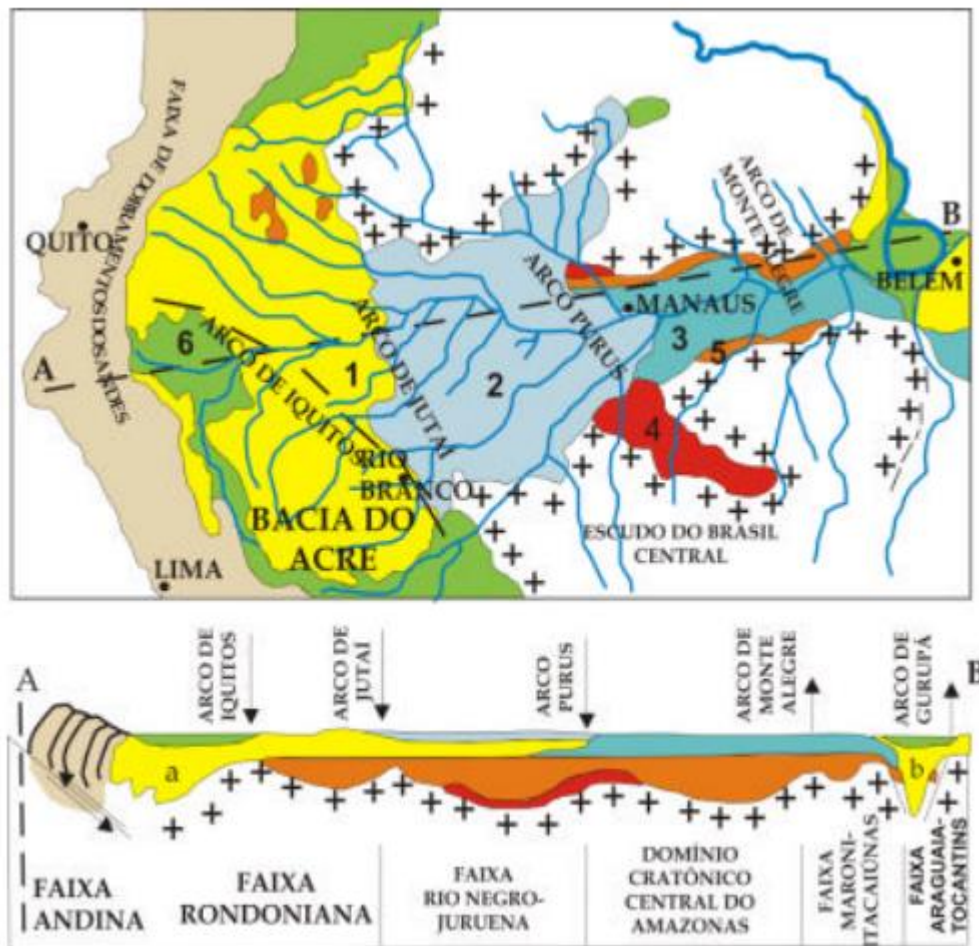 FAIXA DE DOBRAMENTOS DOS ANDES
QUITO
A
6
ARCO DE IQUITOS
1
ARCO DE JUTAÍ
2
ARCO PURUS
MANAUS
ARCO DE
MONTE ALEGRE
B
BELÉM
3
5
4
RIO
BRANCO
BACIA DO
ACRE
LIMA
ESCUDO DO BRASIL
CENTRAL
A
ARCO DE
IQUITOS
ARCO DE
JUTAÍ
ARCO
PURUS
ARCO DE
MONTE
ALEGRE
ARCO DE
GURUPÁ
B
a
b
FAIXA
ANDINA
FAIXA
RONDONIANA
FAIXA
RIO NEGRO-
JURUENA
DOMÍNIO
CRATÔNICO
CENTRAL DO
AMAZONAS
FAIXA
MARONI-
ITACAIÚNAS
FAIXA
ARAGUAIA-
TOCANTINS